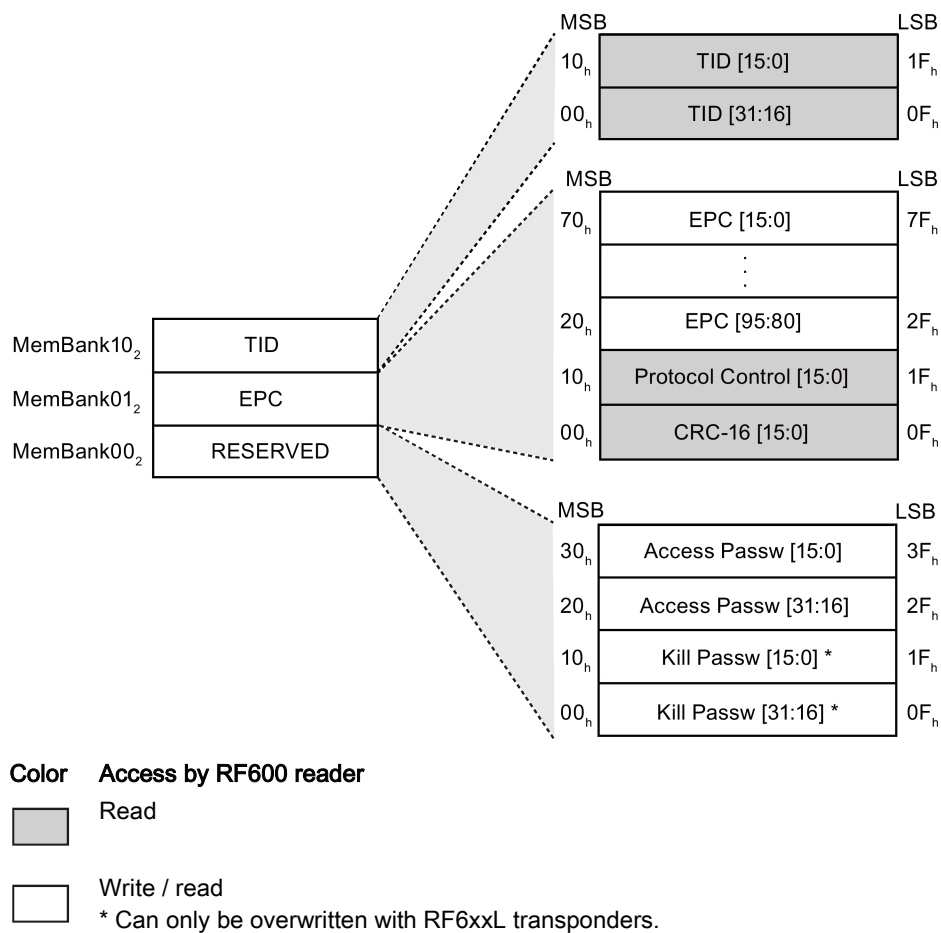 MSB LSB
10h TID [15:0] 1Fh
00h TID [31:16] 0Fh
MSB LSB
70h EPC [15:0] 7Fh
.
.
.
20h EPC [95:80] 2Fh
10h Protocol Control [15:0] 1Fh
00h CRC-16 [15:0] 0Fh
MemBank102 TID
MemBank012 EPC
MemBank002 RESERVED
MSB LSB
30h Access Passw [15:0] 3Fh
20h Access Passw [31:16] 2Fh
10h Kill Passw [15:0] * 1Fh
00h Kill Passw [31:16] * 0Fh
Color Access by RF600 reader
Read
Write / read
* Can only be overwritten with RF6xxL transponders.